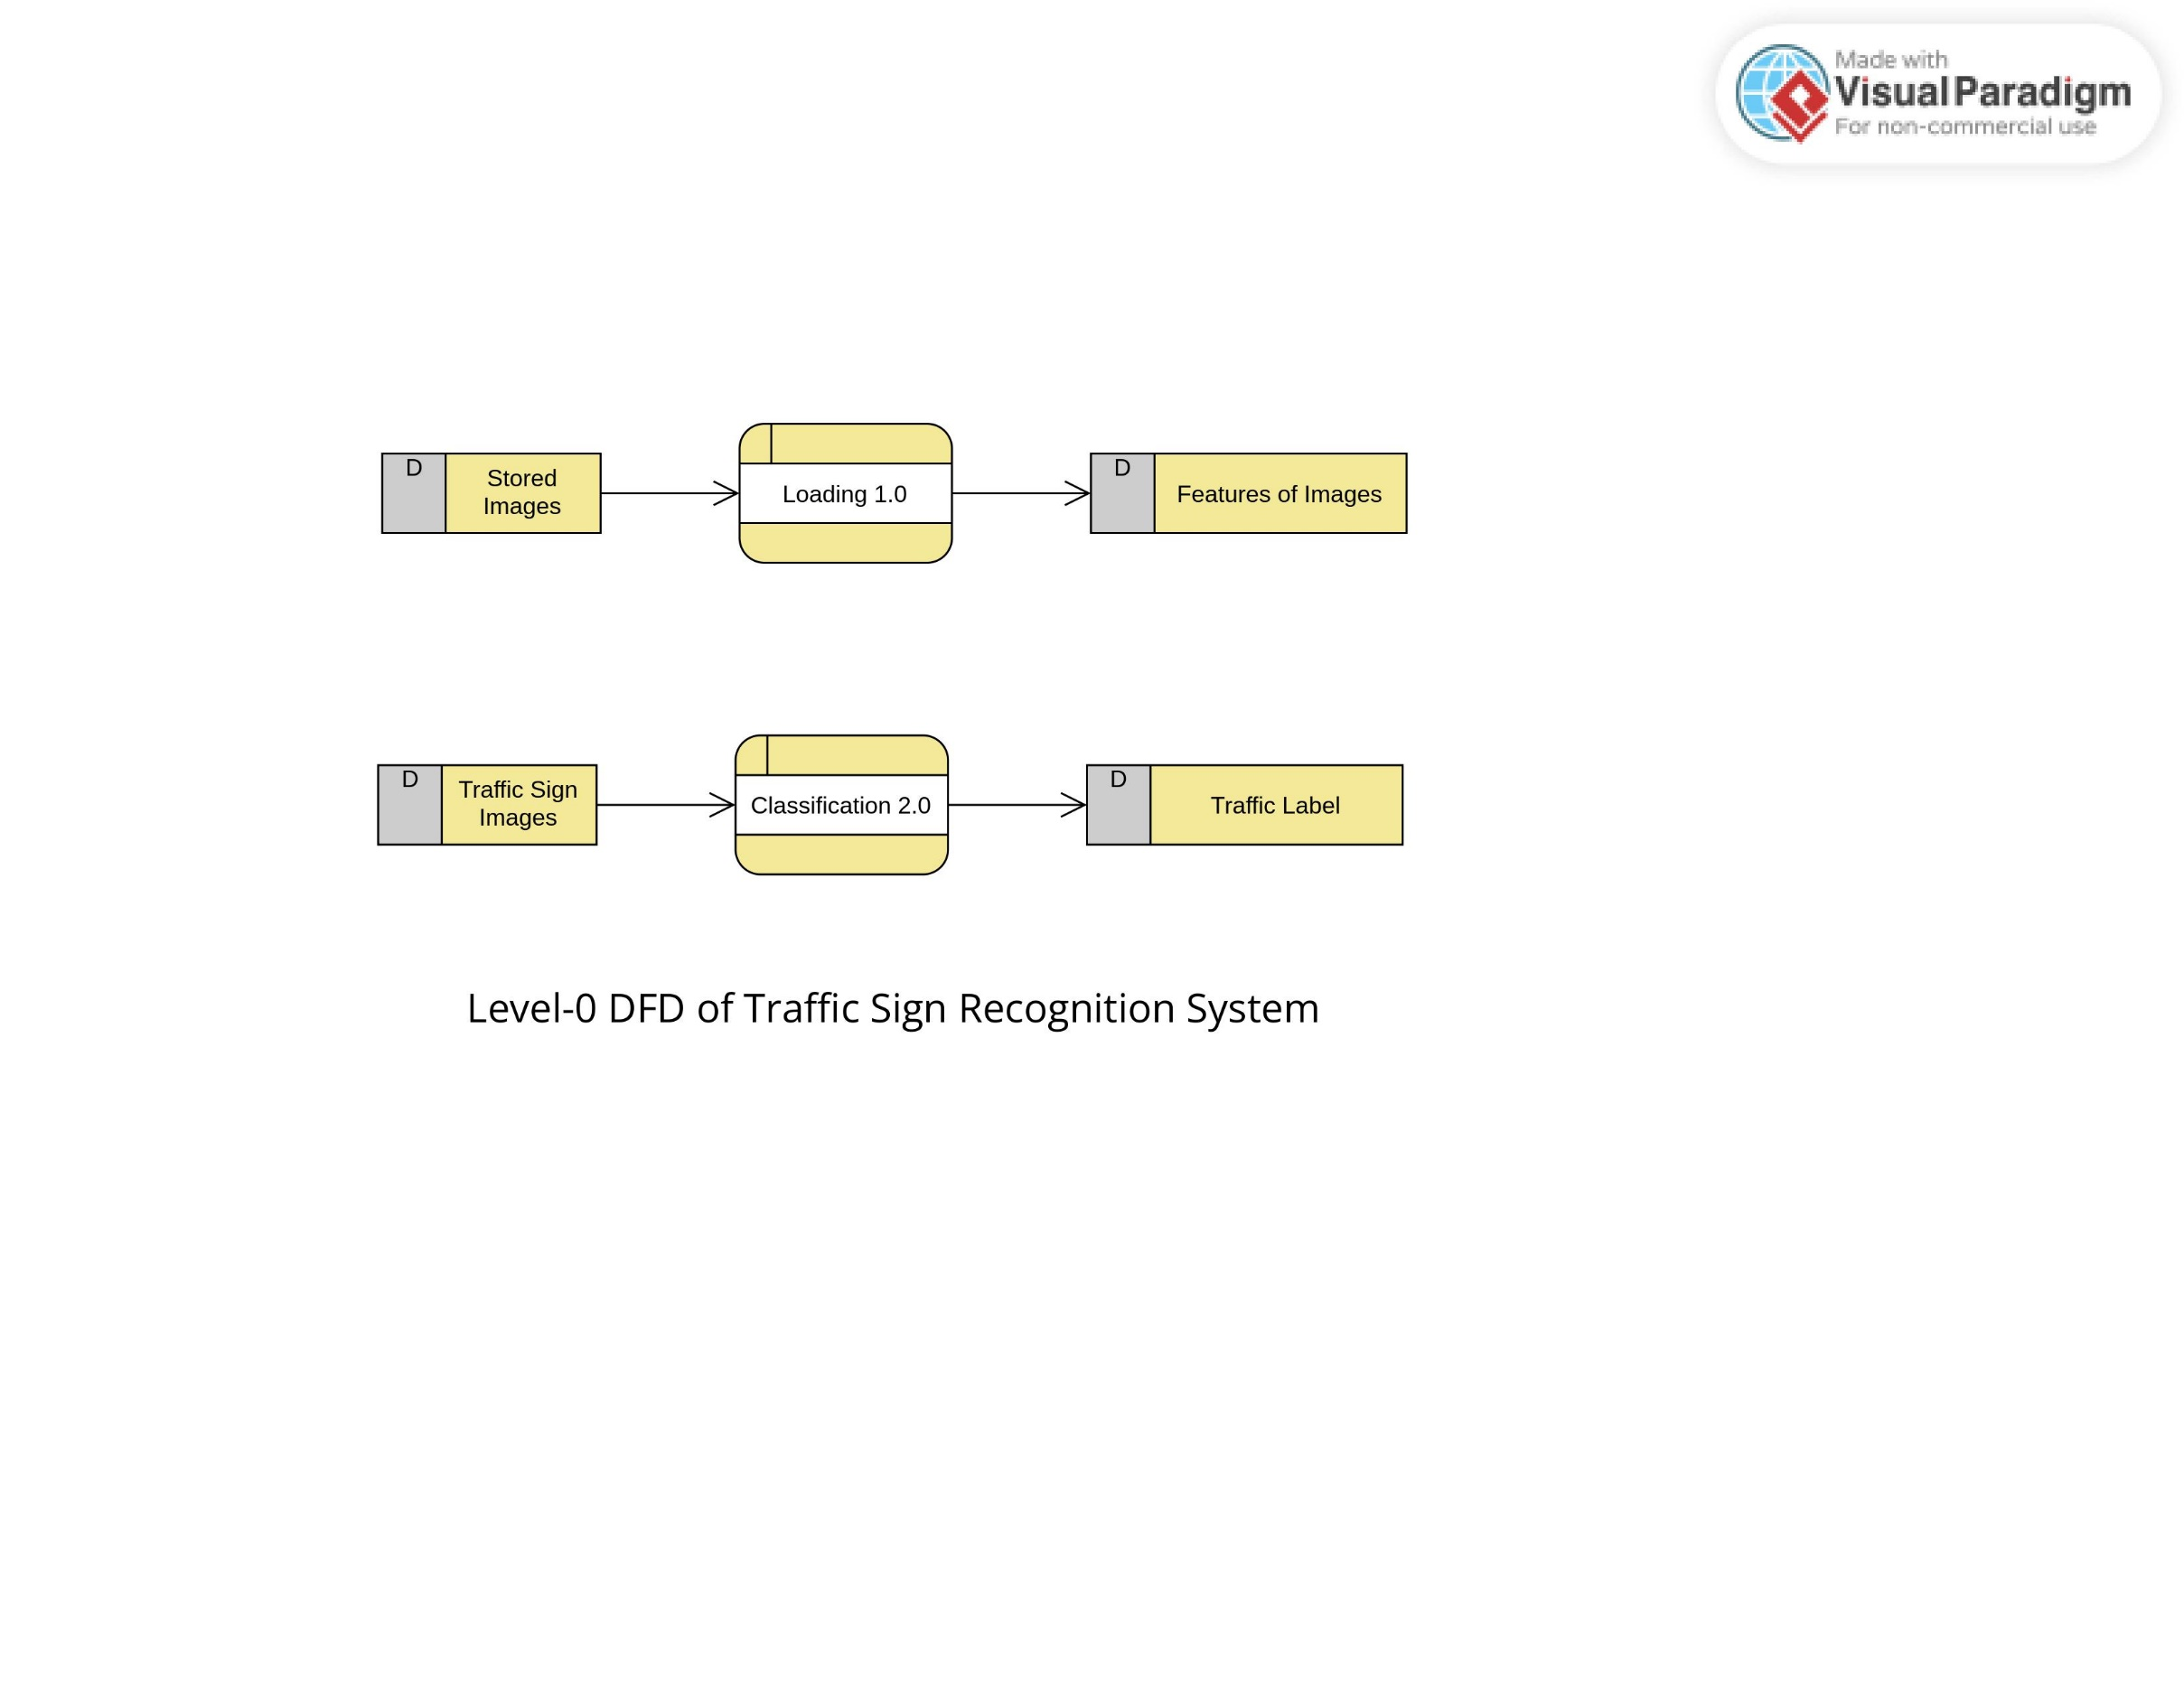 Made with
Visual Paradigm
For non-commercial use
D
Stored
Images
Loading 1.0
D
Features of Images
D
Traffic Sign
Images
Classification 2.0
D
Traffic Label
Level-0 DFD of Traffic Sign Recognition System